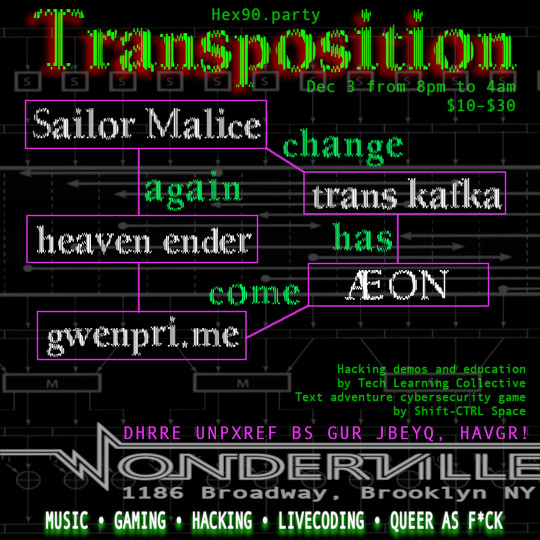 Hex90.party
Transposition
Dec 3 from 8pm to 4am
$10-$30
S S S S
Sailor Malice
change
again
trans kafka
heaven ender
has
come
ÆON
gwenpri.me
Hacking demos and education
by Tech Learning Collective
Text adventure cybersecurity game
by Shift-CTRL Space
M M M
DHRRE UNPXREF BS GUR JBEYQ, HAVGR!
WONDERVILLE
1186 Broadway, Brooklyn NY
MUSIC • GAMING • HACKING • LIVECODING • QUEER AS F*CK